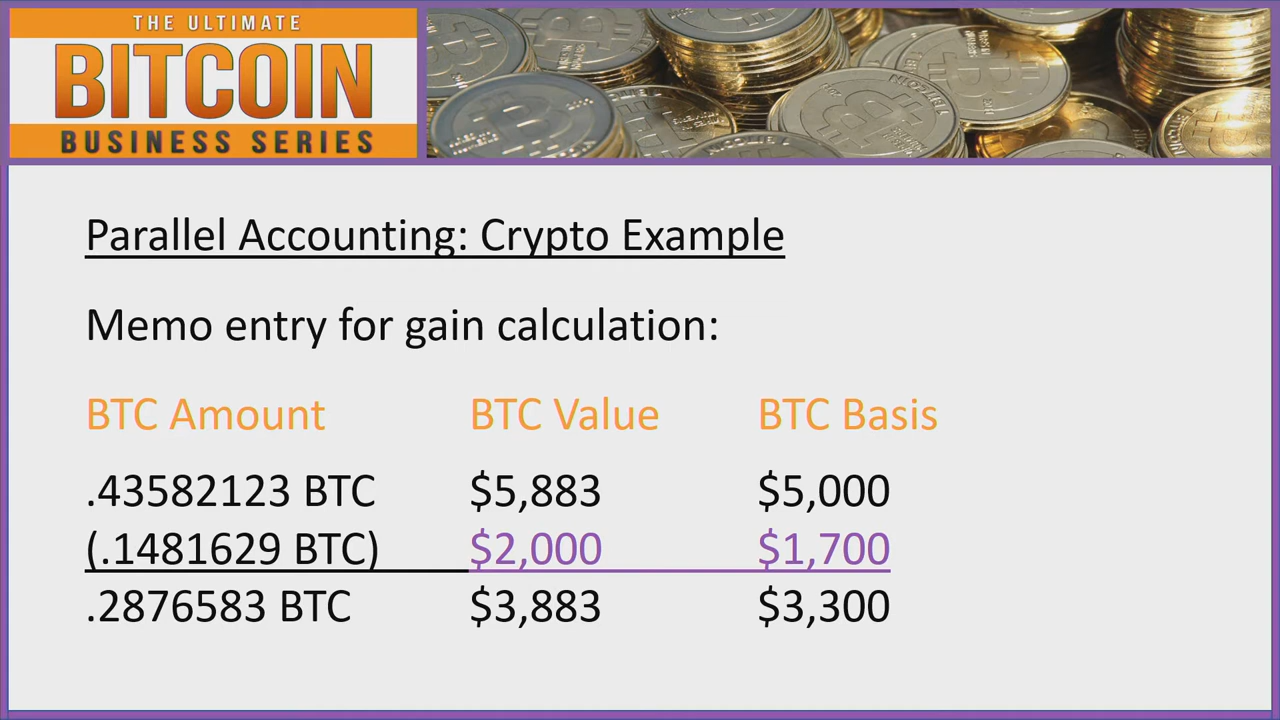 THE ULTIMATE
BITCOIN
BUSINESS SERIES
Parallel Accounting: Crypto Example
Memo entry for gain calculation:
BTC Amount BTC Value BTC Basis
.43582123 BTC $5,883 $5,000
(.1481629 BTC) $2,000 $1,700
.2876583 BTC $3,883 $3,300